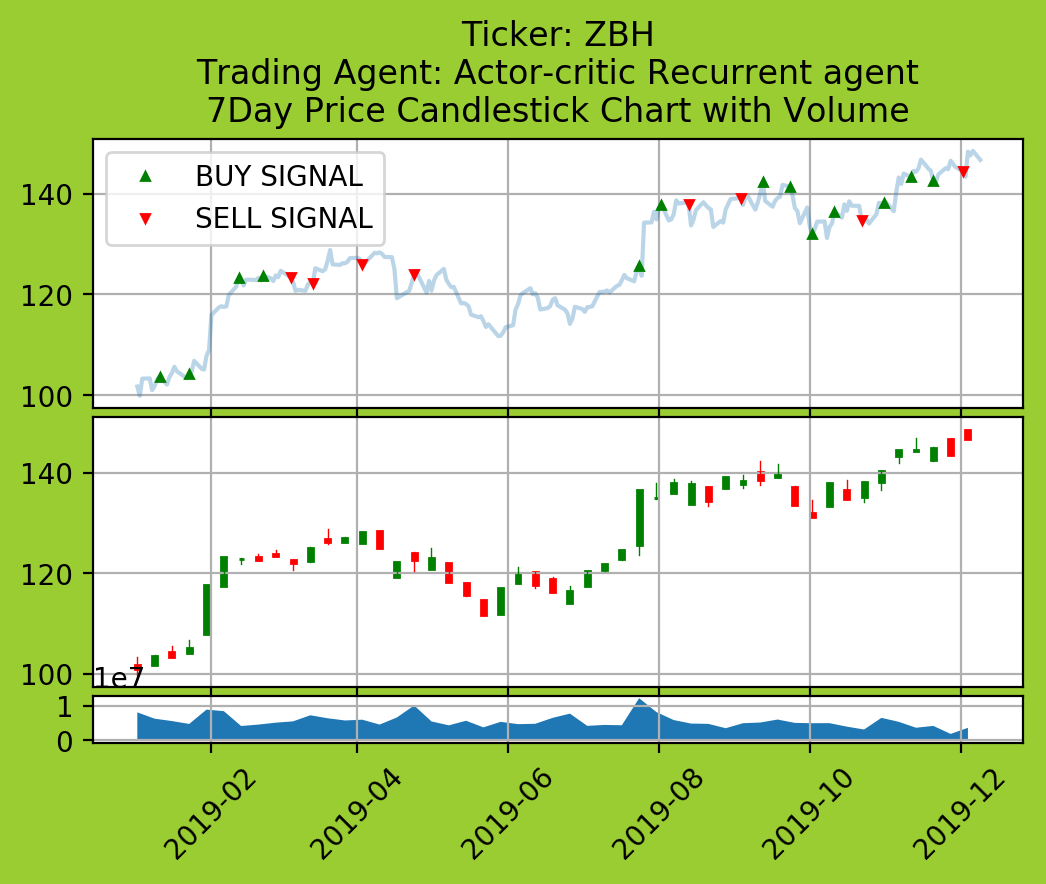 Ticker: ZBH
Trading Agent: Actor-critic Recurrent agent
7Day Price Candlestick Chart with Volume
BUY SIGNAL
SELL SIGNAL
140
120
100
140
120
100
1e7
1
0
2019-02
2019-04
2019-06
2019-08
2019-10
2019-12